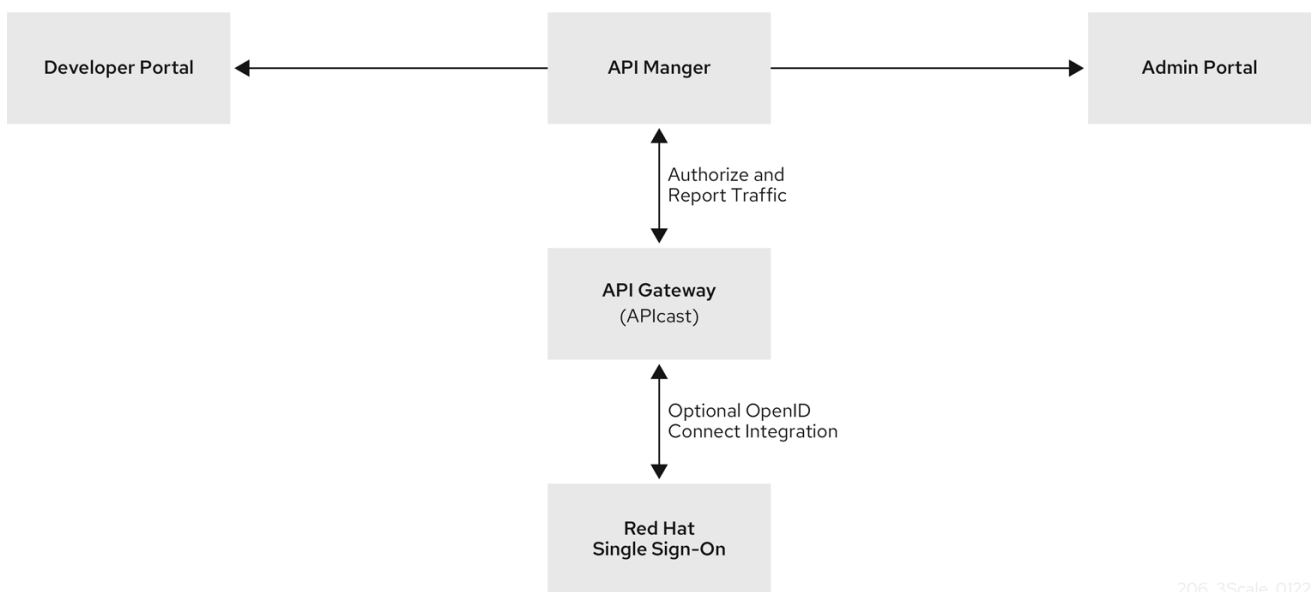 Developer Portal
API Manger
Admin Portal
Authorize and
Report Traffic
API Gateway
(APIcast)
Optional OpenID
Connect Integration
Red Hat
Single Sign-On
206_3Scale_0122